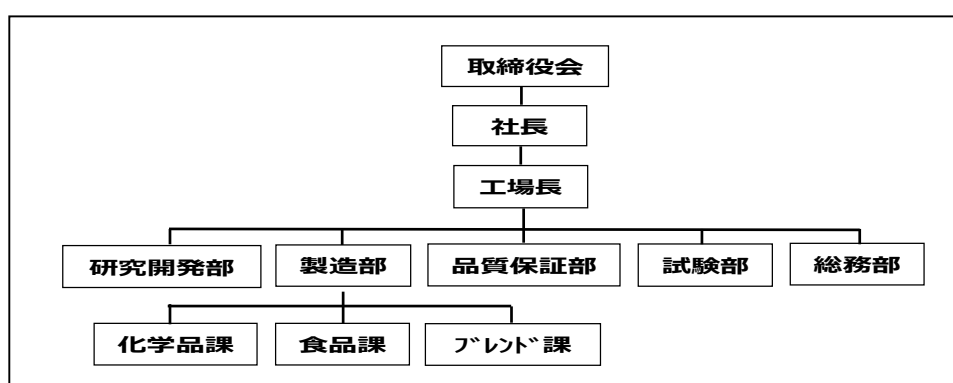 取締役会
社長
工場長
研究開発部 製造部 品質保証部 試験部 総務部
化学品課 食品課 ﾌﾞﾚﾝﾄﾞ課